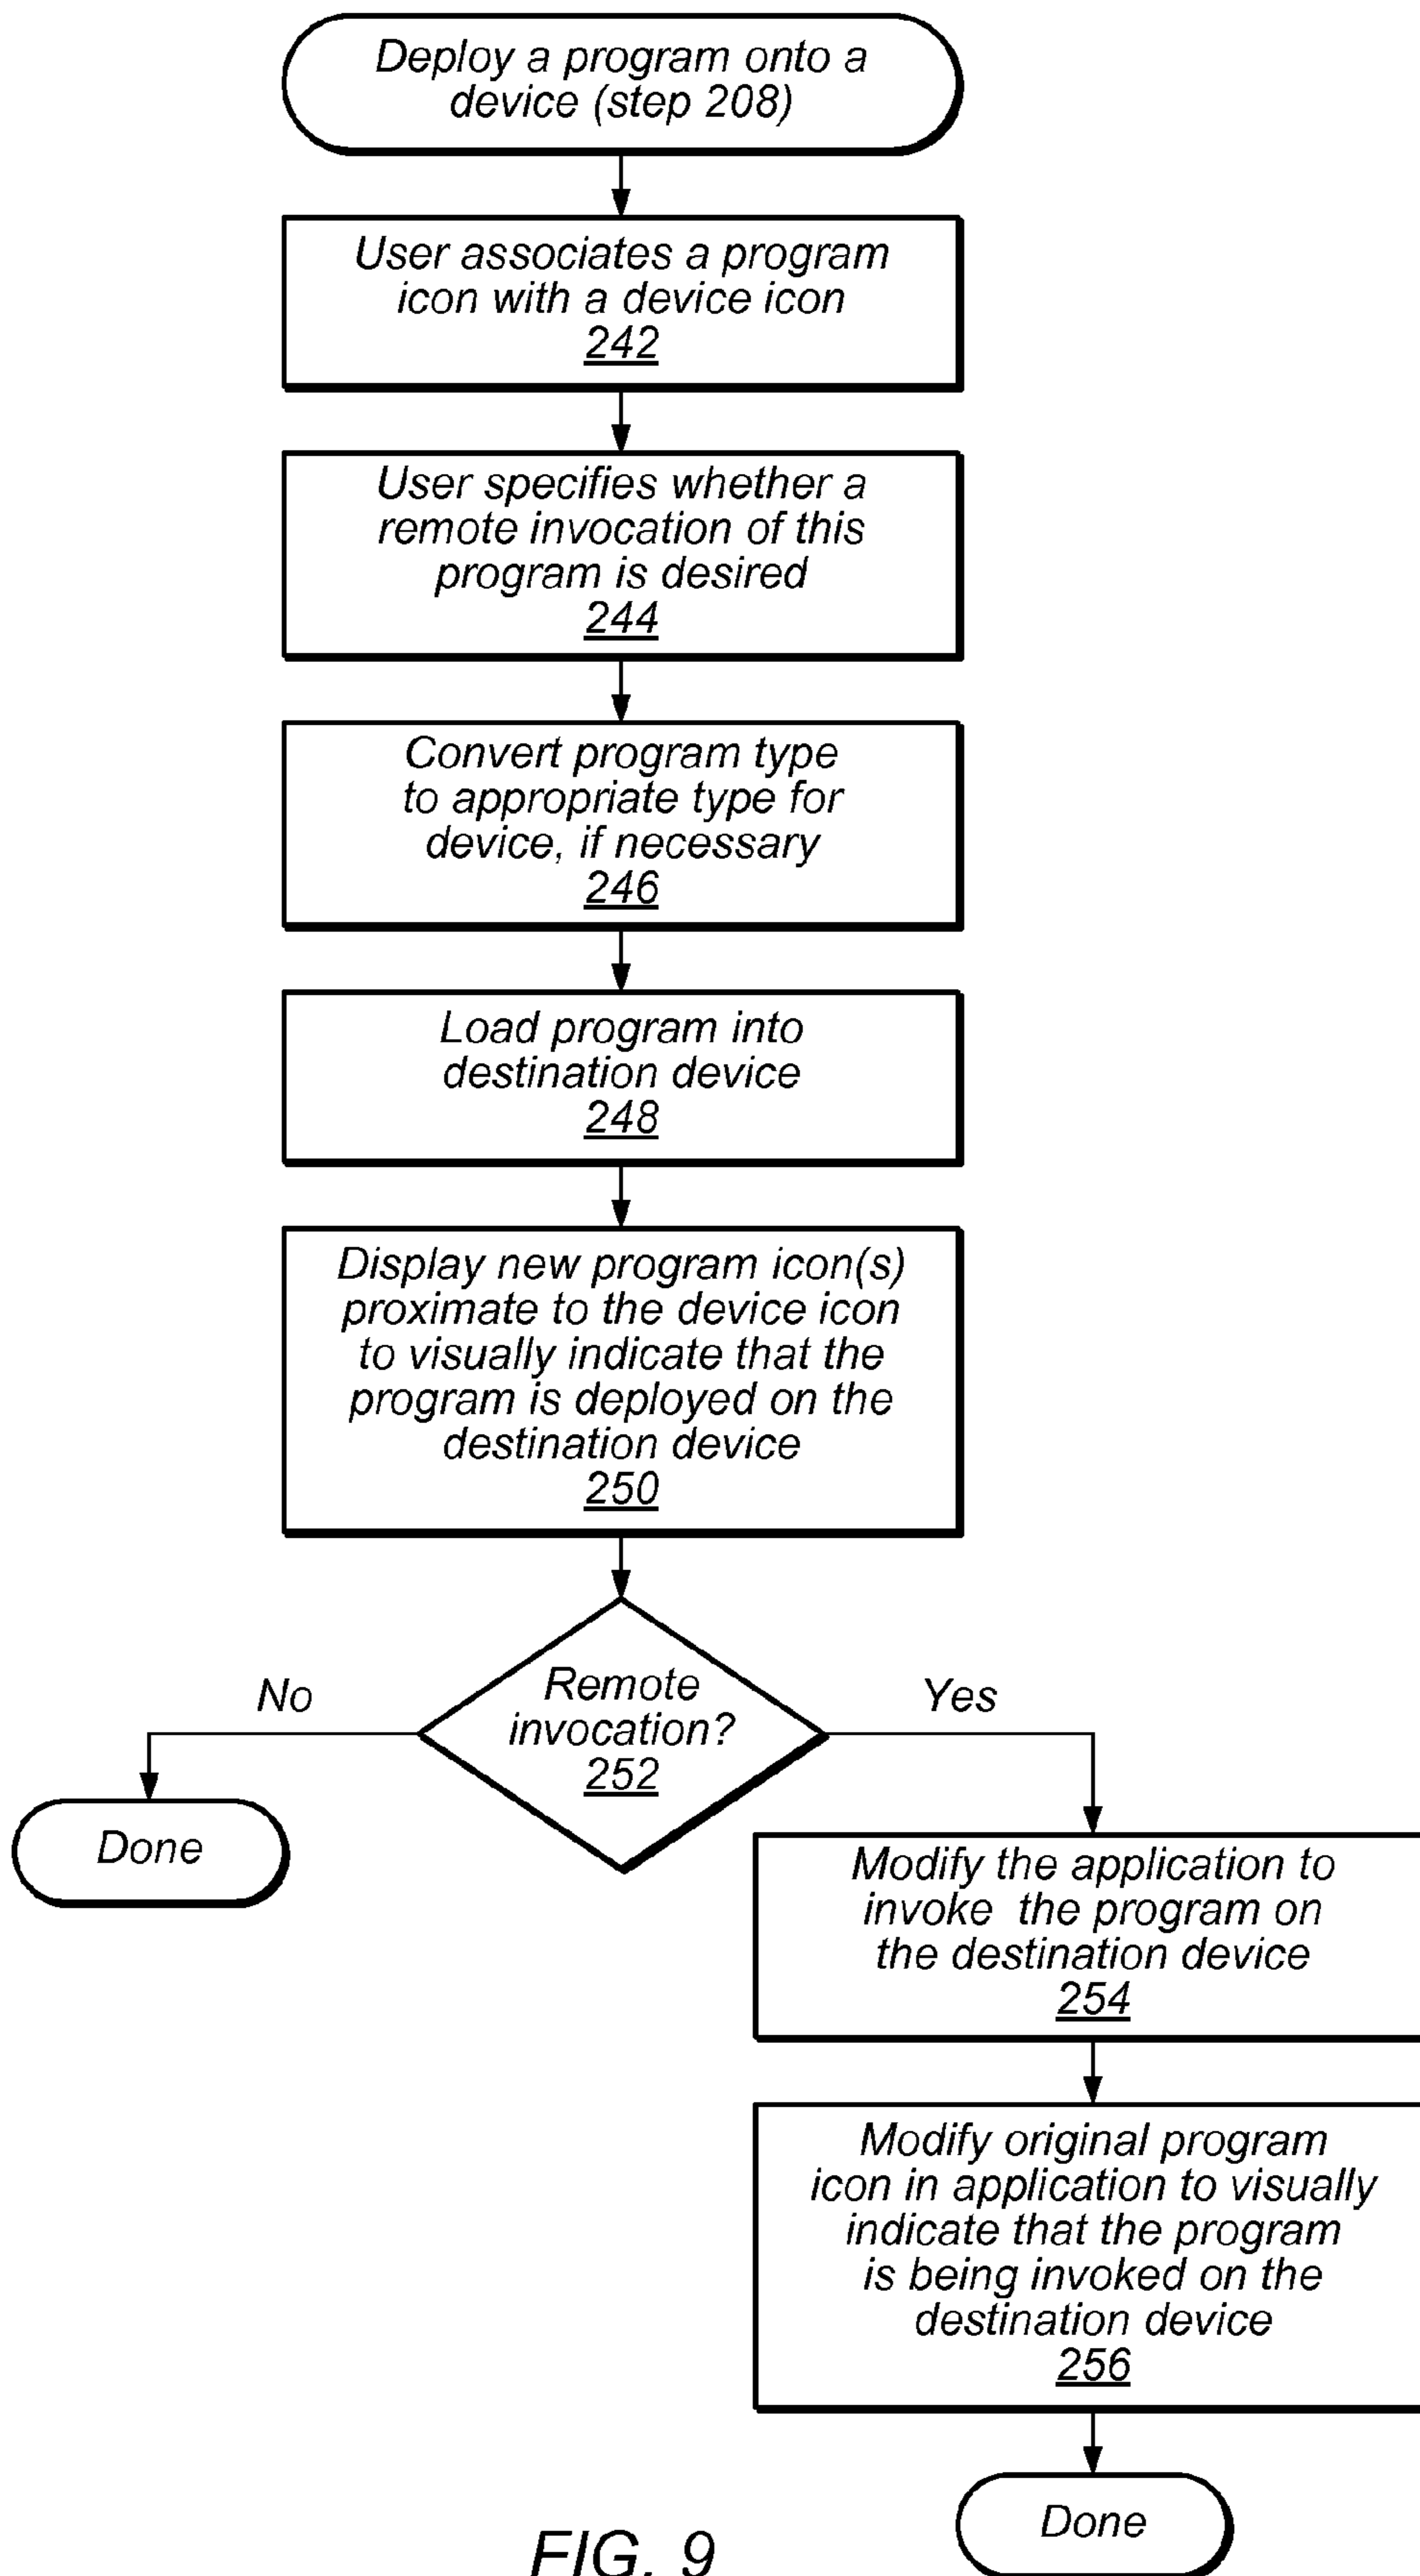 Deploy a program onto a
device (step 208)
User associates a program
icon with a device icon
242
User specifies whether a
remote invocation of this
program is desired
244
Convert program type
to appropriate type for
device, if necessary
246
Load program into
destination device
248
Display new program icon(s)
proximate to the device icon
to visually indicate that the
program is deployed on the
destination device
250
Remote
invocation?
252
No
Yes
Done
Modify the application to
invoke the program on
the destination device
254
Modify original program
icon in application to visually
indicate that the program
is being invoked on the
destination device
256
Done
FIG. 9